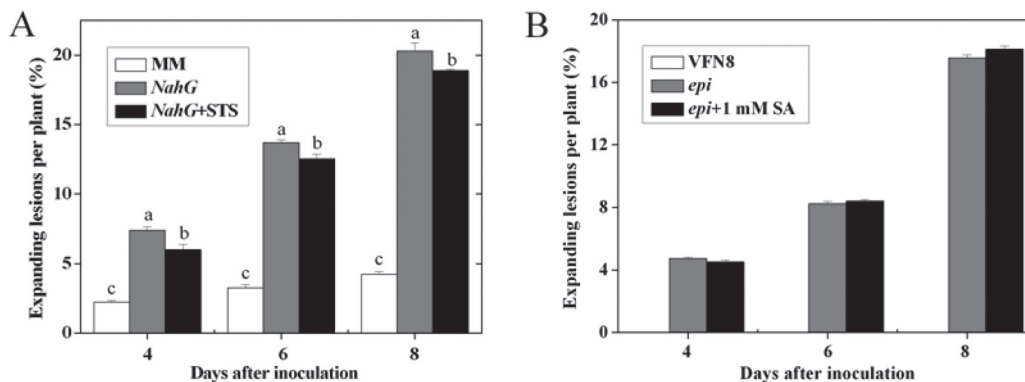 A
Expanding lesions per plant (%)
20
15
10
5
0
MM
NahG
NahG+STS
c
a
b
c
a
b
c
a
b
4
6
8
Days after inoculation
B
Expanding lesions per plant (%)
20
16
12
8
4
0
VFN8
epi
epi+1 mM SA
4
6
8
Days after inoculation